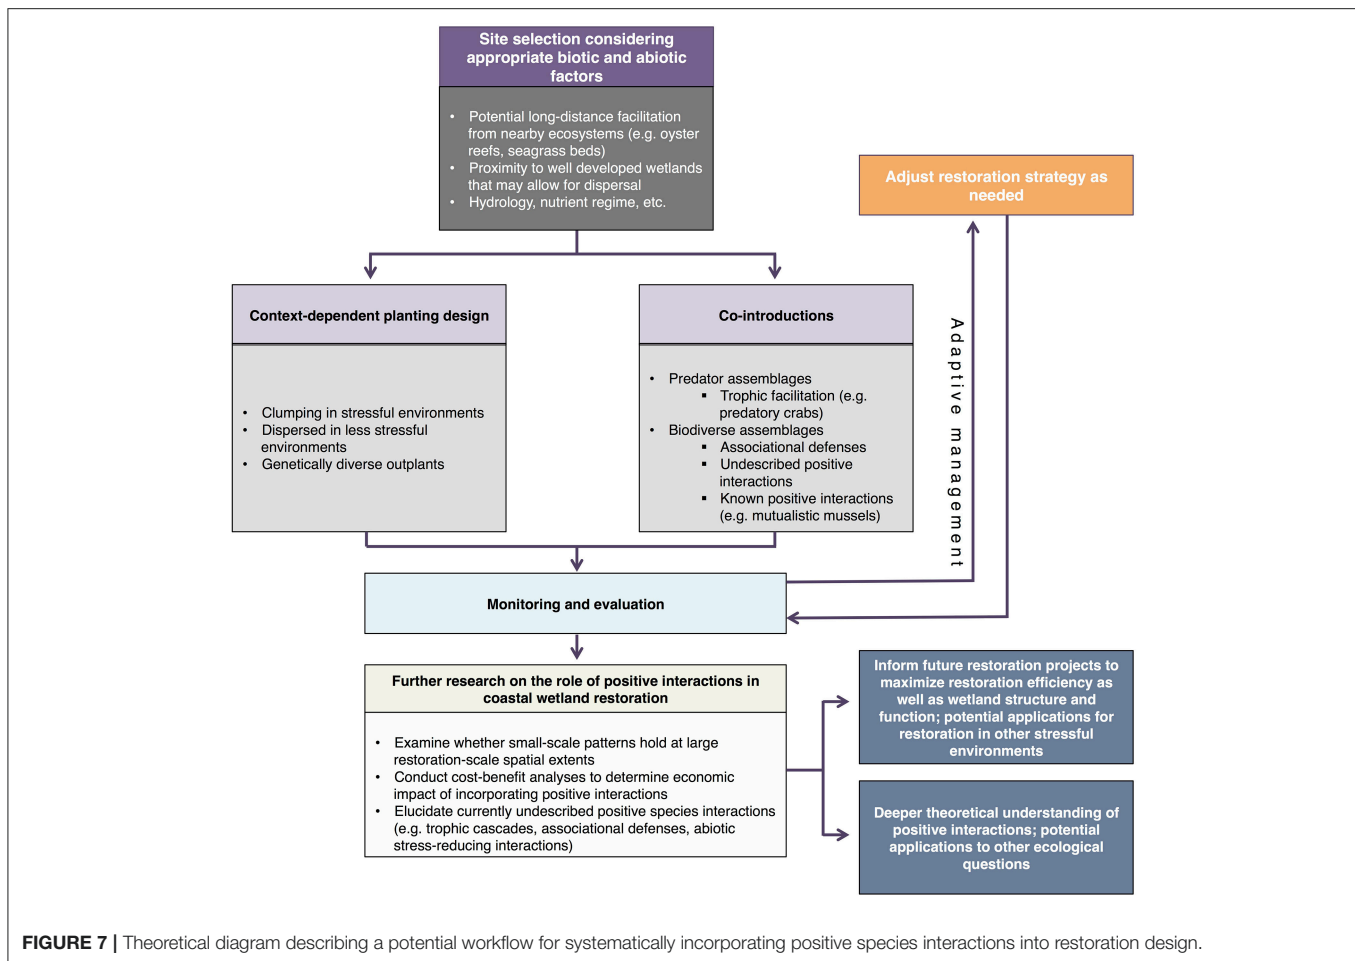 Site selection considering
appropriate biotic and abiotic
factors
• Potential long-distance facilitation
from nearby ecosystems (e.g. oyster
reefs, seagrass beds)
• Proximity to well developed wetlands
that may allow for dispersal
• Hydrology, nutrient regime, etc.
Adjust restoration strategy as
needed
Context-dependent planting design
• Clumping in stressful environments
• Dispersed in less stressful
environments
• Genetically diverse outplants
Co-introductions
• Predator assemblages
▪ Trophic facilitation (e.g.
predatory crabs)
• Biodiverse assemblages
▪ Associational defenses
▪ Undescribed positive
interactions
▪ Known positive interactions
(e.g. mutualistic mussels)
Adaptive management
Monitoring and evaluation
Further research on the role of positive interactions in
coastal wetland restoration
• Examine whether small-scale patterns hold at large
restoration-scale spatial extents
• Conduct cost-benefit analyses to determine economic
impact of incorporating positive interactions
• Elucidate currently undescribed positive species interactions
(e.g. trophic cascades, associational defenses, abiotic
stress-reducing interactions)
Inform future restoration projects to
maximize restoration efficiency as
well as wetland structure and
function; potential applications for
restoration in other stressful
environments
Deeper theoretical understanding of
positive interactions; potential
applications to other ecological
questions
FIGURE 7 | Theoretical diagram describing a potential workflow for systematically incorporating positive species interactions into restoration design.